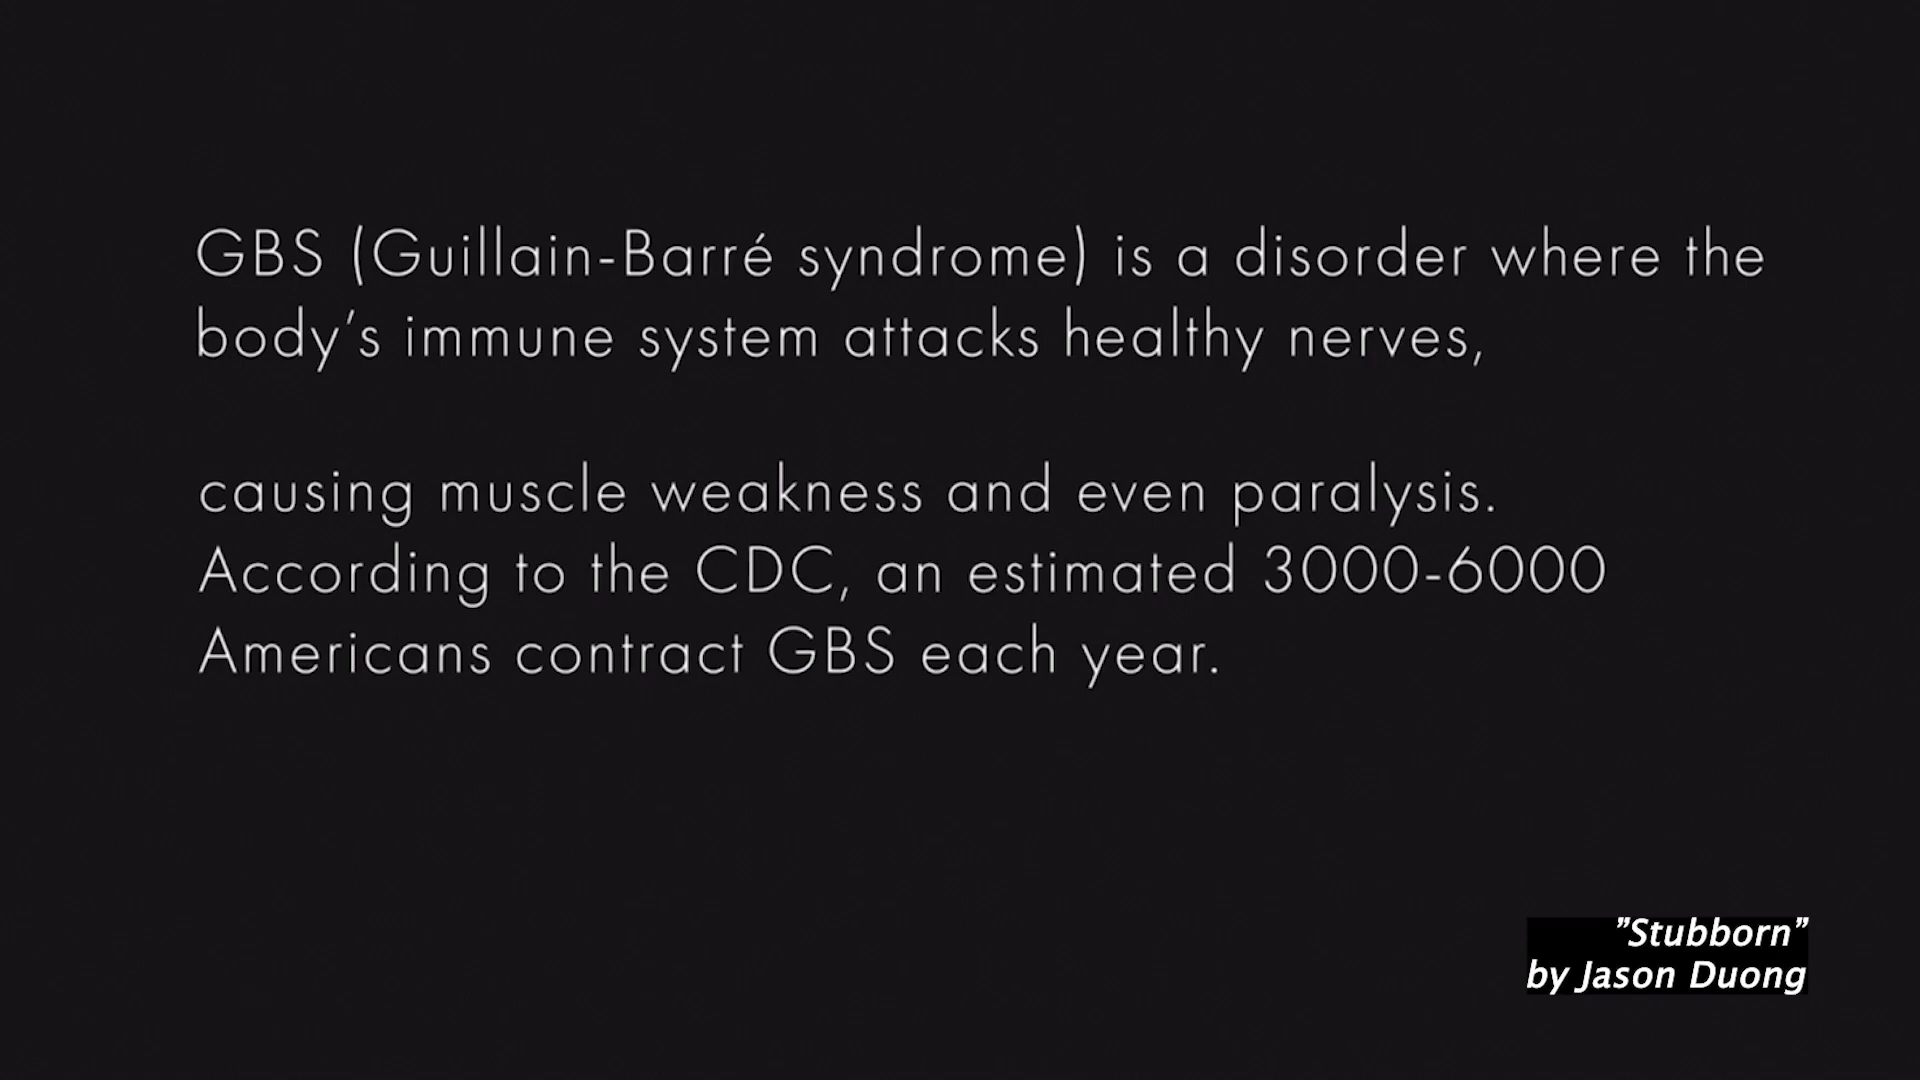 GBS (Guillain-Barré syndrome) is a disorder where the
body’s immune system attacks healthy nerves,
causing muscle weakness and even paralysis.
According to the CDC, an estimated 3000-6000
Americans contract GBS each year.
”Stubborn”
by Jason Duong